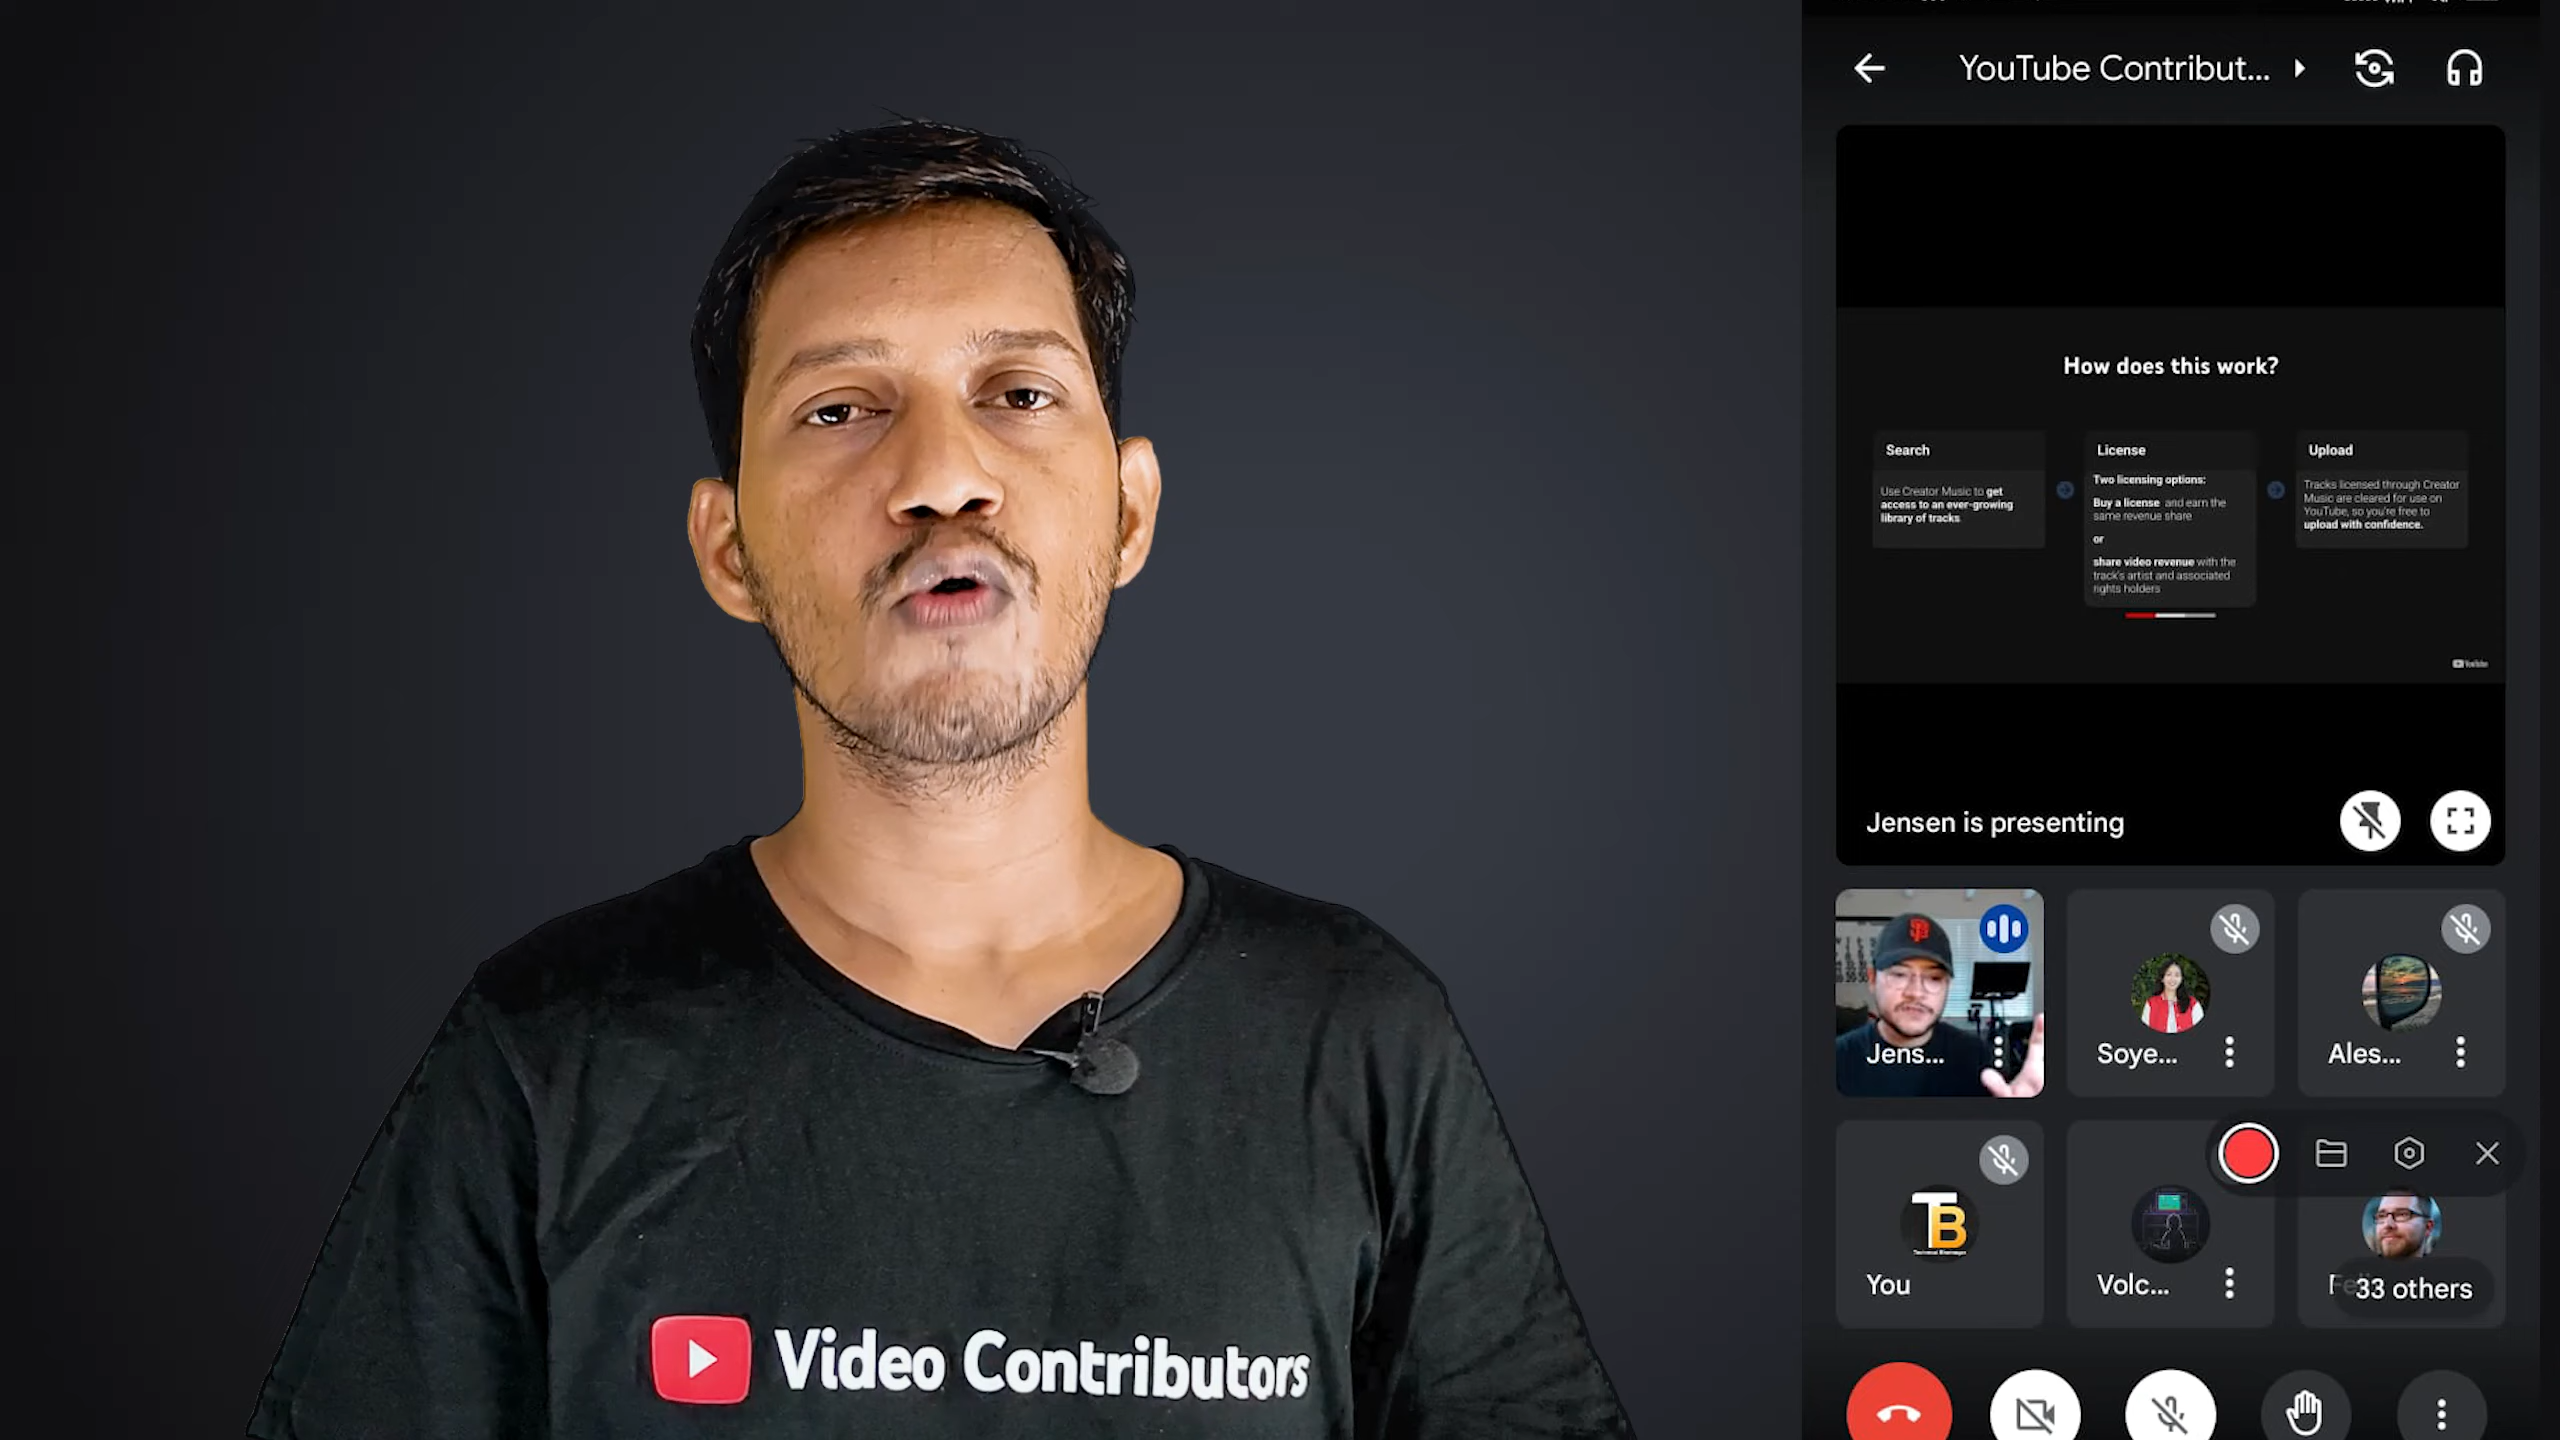 YouTube Contribut...
How does this work?
Search
Use Creator Music to get
access to an ever-growing
library of tracks
License
Two licensing options:
Buy a license and earn the
same revenue share
or
share video revenue with the
track's artist and associated
rights holders
Upload
Tracks licensed through Creator
Music are cleared for use on
YouTube, so you're free to
upload with confidence.
YouTube
Jensen is presenting
Jens...
Soye...
Ales...
TB
You
Volc...
33 others
Video Contributors